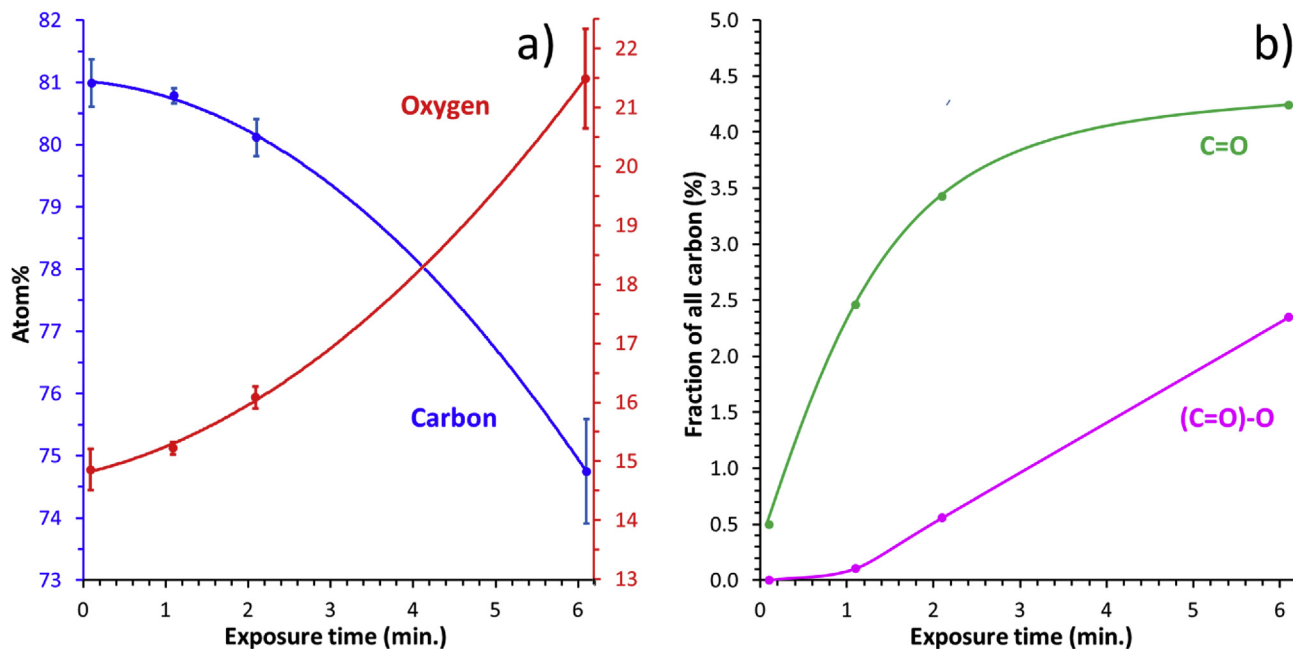 a)
82
81
80
79
78
77
76
75
74
73
Atom%
Oxygen
Carbon
22
21
20
19
18
17
16
15
14
13
0 1 2 3 4 5 6
Exposure time (min.)
b)
5.0
4.5
4.0
3.5
3.0
2.5
2.0
1.5
1.0
0.5
0.0
Fraction of all carbon (%)
C=O
(C=O)-O
0 1 2 3 4 5 6
Exposure time (min.)